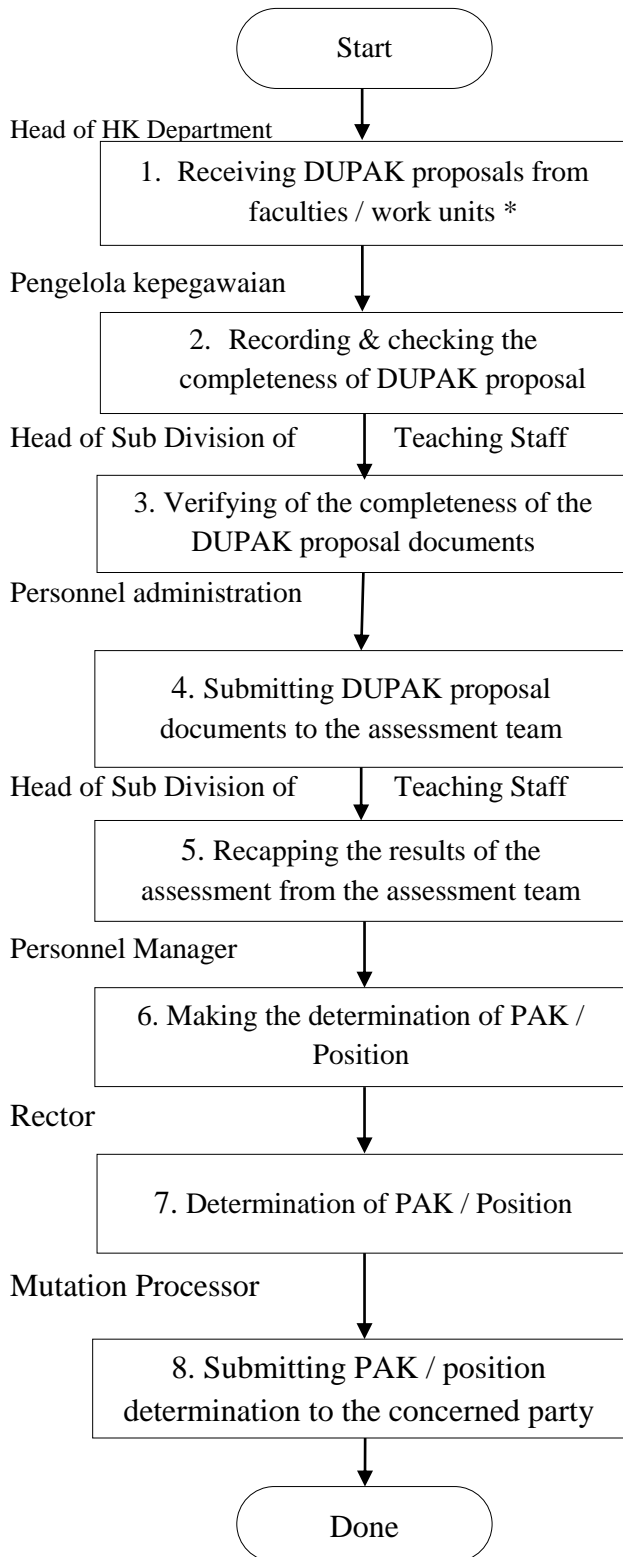 Start
Head of HK Department
1. Receiving DUPAK proposals from
faculties / work units *
Pengelola kepegawaian
2. Recording & checking the
completeness of DUPAK proposal
Head of Sub Division of Teaching Staff
3. Verifying of the completeness of the
DUPAK proposal documents
Personnel administration
4. Submitting DUPAK proposal
documents to the assessment team
Head of Sub Division of Teaching Staff
5. Recapping the results of the
assessment from the assessment team
Personnel Manager
6. Making the determination of PAK /
Position
Rector
7. Determination of PAK / Position
Mutation Processor
8. Submitting PAK / position
determination to the concerned party
Done